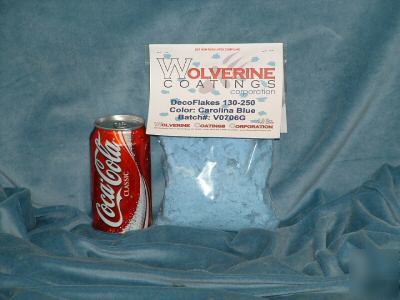 WOLVERINE
COATINGS
corporation
DecoFlakes 130-250
Color: Carolina Blue
Batch#: V0706G
WOLVERINE COATINGS CORPORATION
Coca-Cola
CLASSIC